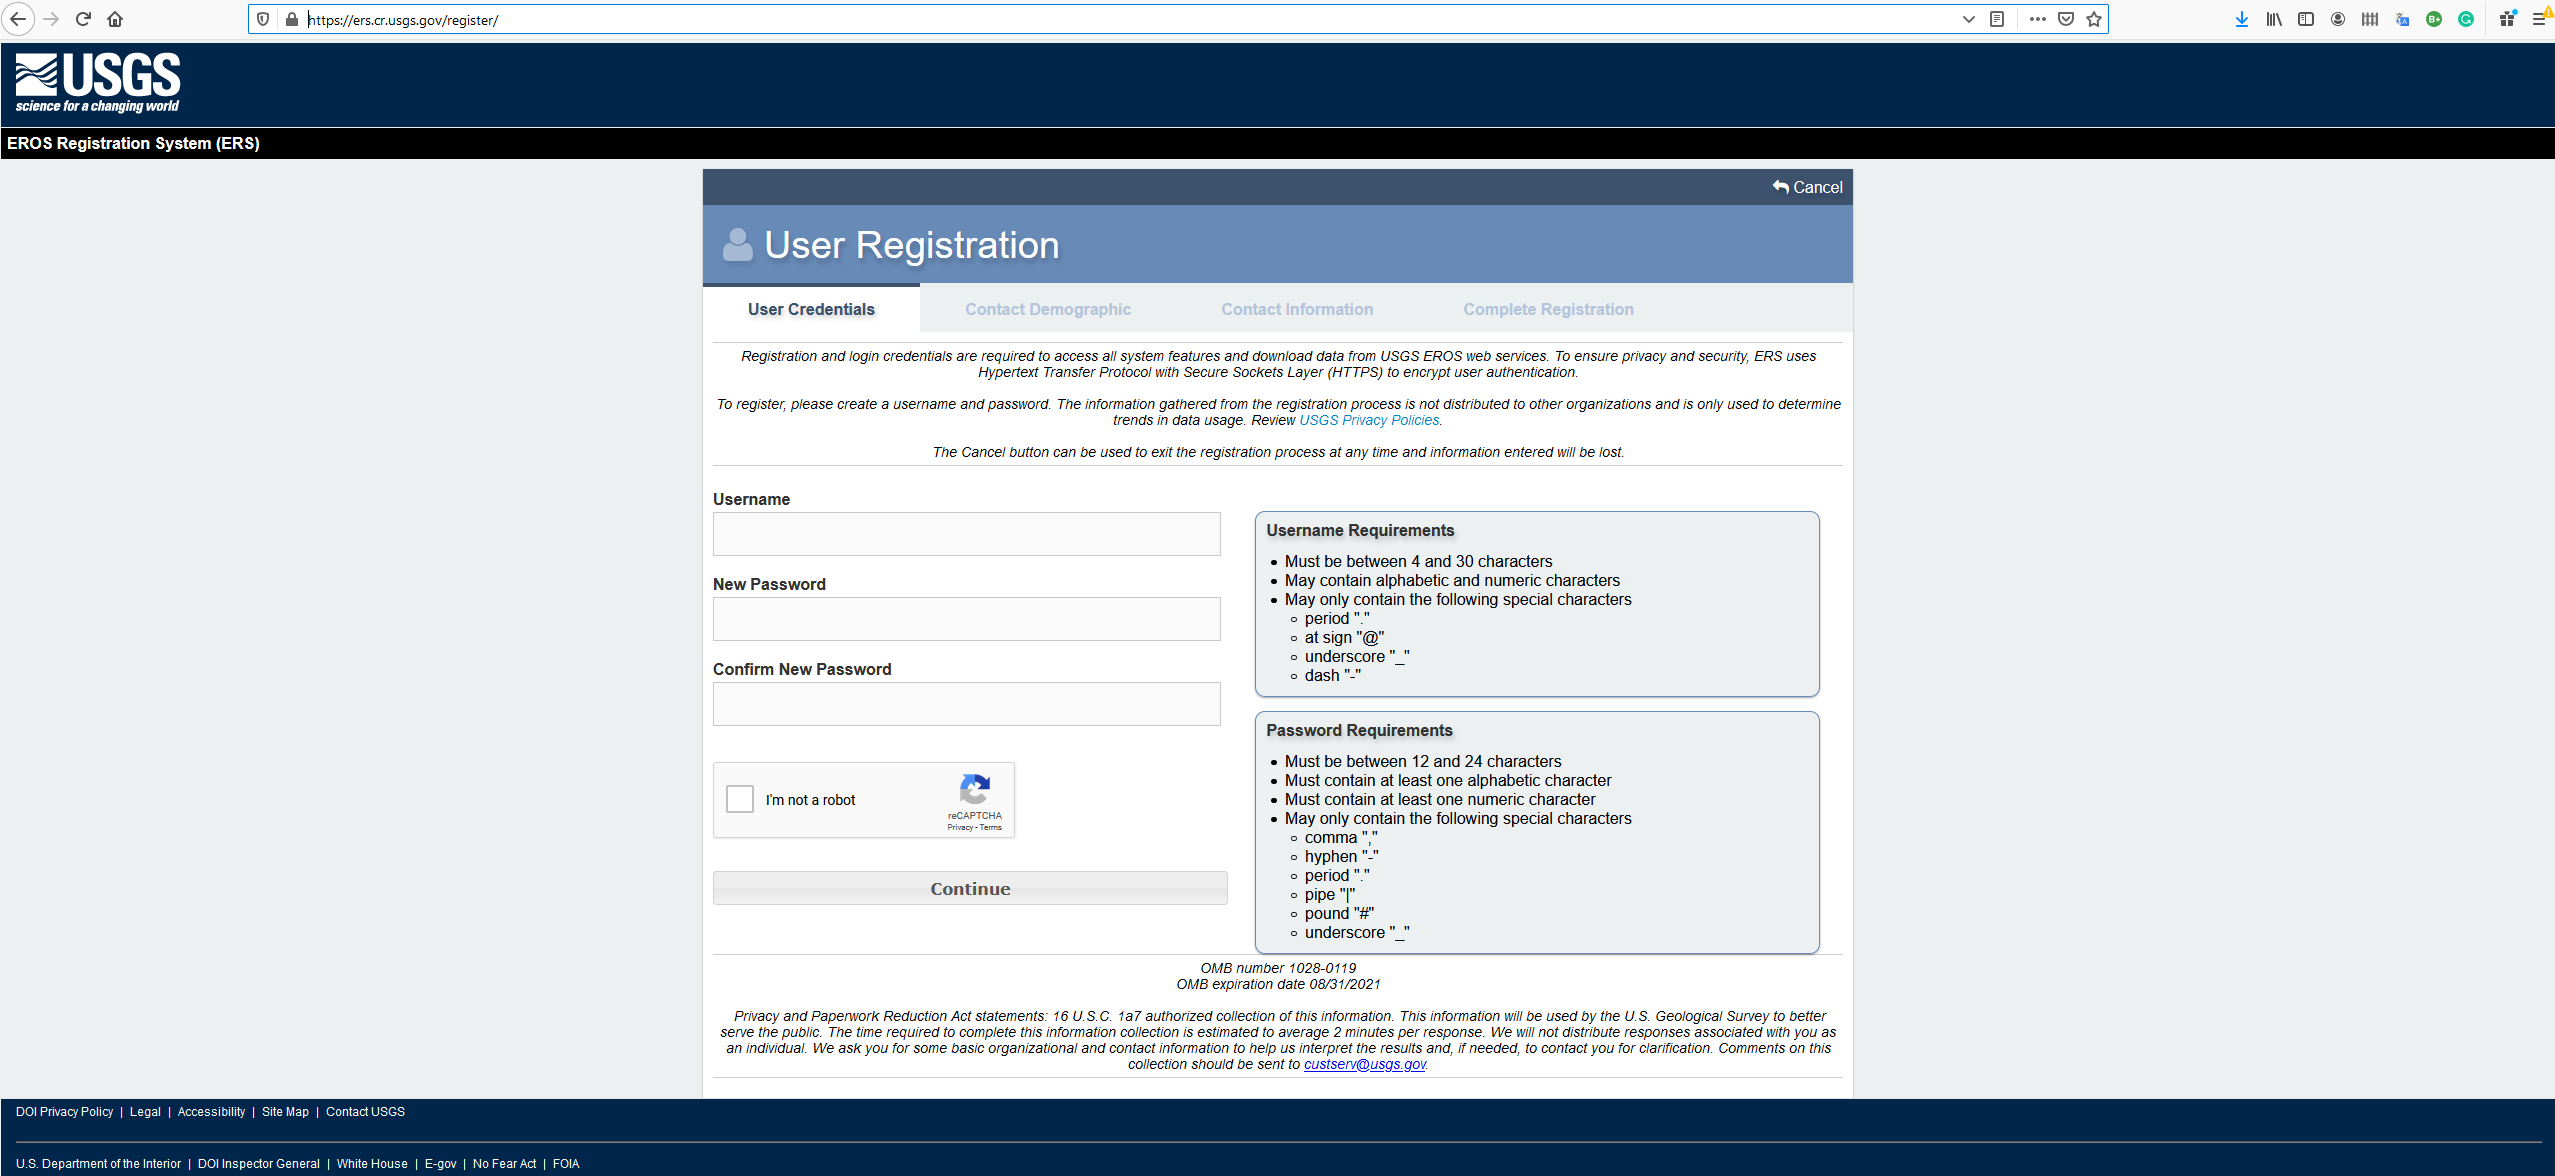 https://ers.cr.usgs.gov/register/
USGS
science for a changing world
EROS Registration System (ERS)
Cancel
User Registration
User Credentials
Contact Demographic
Contact Information
Complete Registration
Registration and login credentials are required to access all system features and download data from USGS EROS web services. To ensure privacy and security, ERS uses
Hypertext Transfer Protocol with Secure Sockets Layer (HTTPS) to encrypt user authentication.
To register, please create a username and password. The information gathered from the registration process is not distributed to other organizations and is only used to determine
trends in data usage. Review USGS Privacy Policies.
The Cancel button can be used to exit the registration process at any time and information entered will be lost.
Username
New Password
Confirm New Password
I'm not a robot
reCAPTCHA
Privacy - Terms
Continue
Username Requirements
Must be between 4 and 30 characters
May contain alphabetic and numeric characters
May only contain the following special characters
period "."
at sign "@"
underscore "_"
dash "-"
Password Requirements
Must be between 12 and 24 characters
Must contain at least one alphabetic character
Must contain at least one numeric character
May only contain the following special characters
comma ","
hyphen "-"
period "."
pipe "|"
pound "#"
underscore "_"
OMB number 1028-0119
OMB expiration date 08/31/2021
Privacy and Paperwork Reduction Act statements: 16 U.S.C. 1a7 authorized collection of this information. This information will be used by the U.S. Geological Survey to better
serve the public. The time required to complete this information collection is estimated to average 2 minutes per response. We will not distribute responses associated with you as
an individual. We ask you for some basic organizational and contact information to help us interpret the results and, if needed, to contact you for clarification. Comments on this
collection should be sent to custserv@usgs.gov.
DOI Privacy Policy | Legal | Accessibility | Site Map | Contact USGS
U.S. Department of the Interior | DOI Inspector General | White House | E-gov | No Fear Act | FOIA